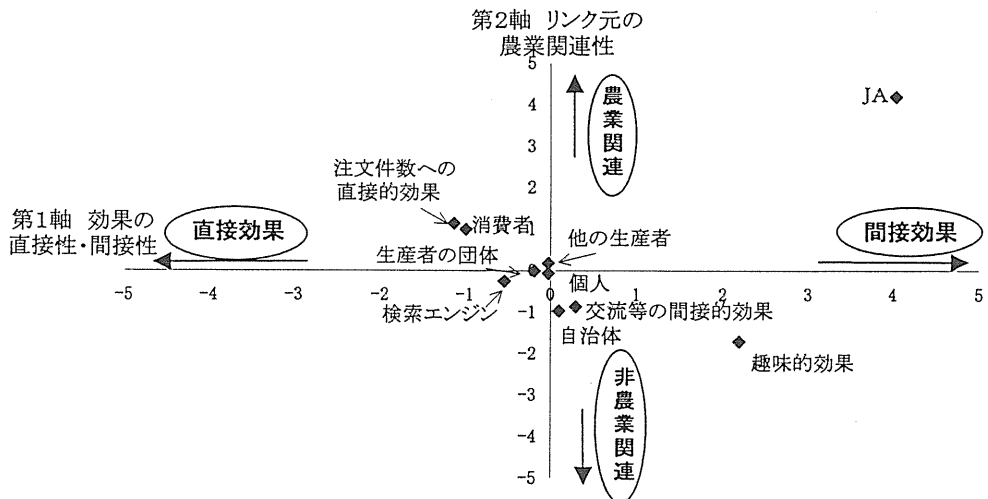 第2軸 リンク元の
農業関連性
5
4
3
2
1
0
-1
-2
-3
-4
-5
農業関連
JA
注文件数への
直接的効果
消費者
第1軸 効果の
直接性・間接性
直接効果
間接効果
生産者の団体
他の生産者
-5
-4
-3
-2
-1
0
1
2
3
4
5
検索エンジン
個人
交流等の間接的効果
自治体
趣味的効果
非農業関連